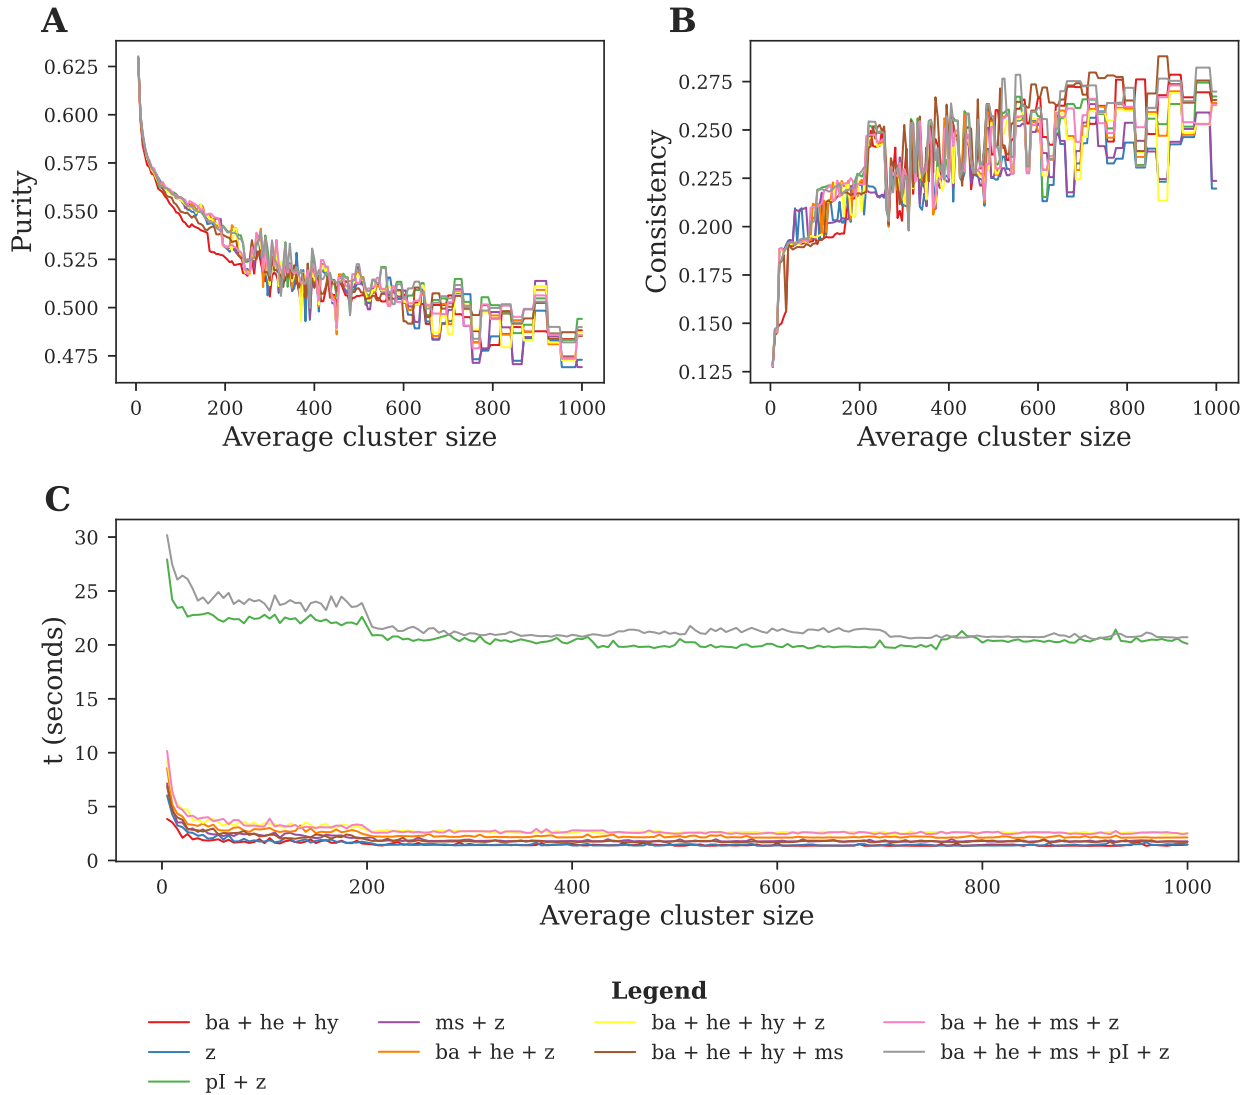 A
B
0.625
0.600
0.575
0.550
0.525
0.500
0.475
Purity
0 200 400 600 800 1000
Average cluster size
0.275
0.250
0.225
0.200
0.175
0.150
0.125
Consistency
0 200 400 600 800 1000
Average cluster size
C
30
25
20
15
10
5
0
t (seconds)
0 200 400 600 800 1000
Average cluster size
Legend
ba + he + hy
z
pI + z
ms + z
ba + he + z
ba + he + hy + z
ba + he + hy + ms
ba + he + ms + z
ba + he + ms + pI + z